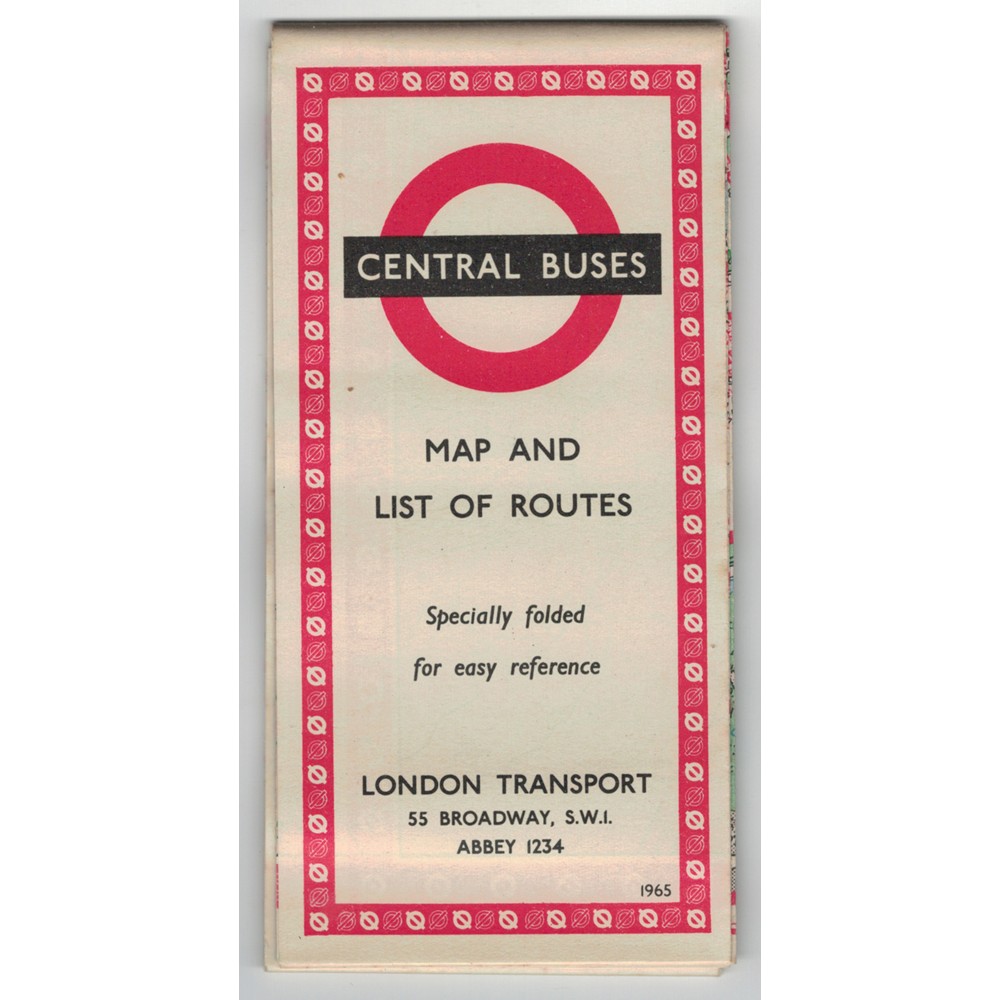 CENTRAL BUSES
MAP AND
LIST OF ROUTES
Specially folded
for easy reference
LONDON TRANSPORT
55 BROADWAY, S.W.1.
ABBEY 1234
1965